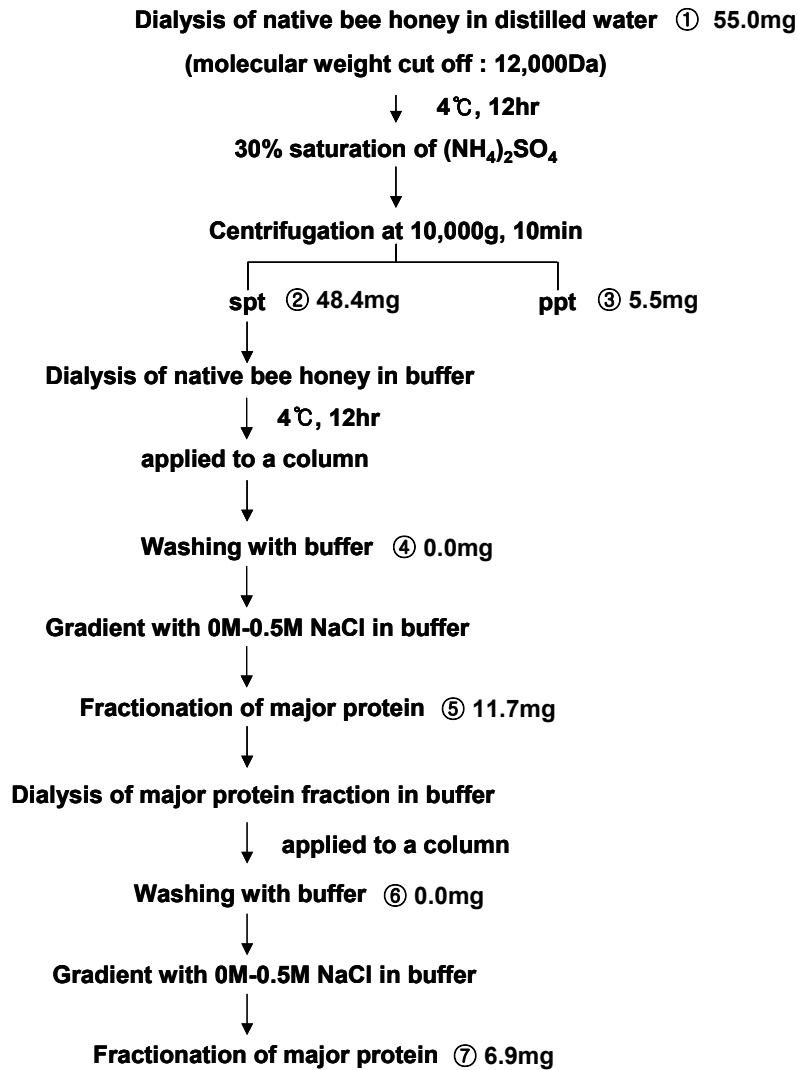 Dialysis of native bee honey in distilled water ① 55.0mg
(molecular weight cut off : 12,000Da)
4℃, 12hr
30% saturation of (NH₄)₂SO₄
Centrifugation at 10,000g, 10min
spt ② 48.4mg ppt ③ 5.5mg
Dialysis of native bee honey in buffer
4℃, 12hr
applied to a column
Washing with buffer ④ 0.0mg
Gradient with 0M-0.5M NaCl in buffer
Fractionation of major protein ⑤ 11.7mg
Dialysis of major protein fraction in buffer
applied to a column
Washing with buffer ⑥ 0.0mg
Gradient with 0M-0.5M NaCl in buffer
Fractionation of major protein ⑦ 6.9mg